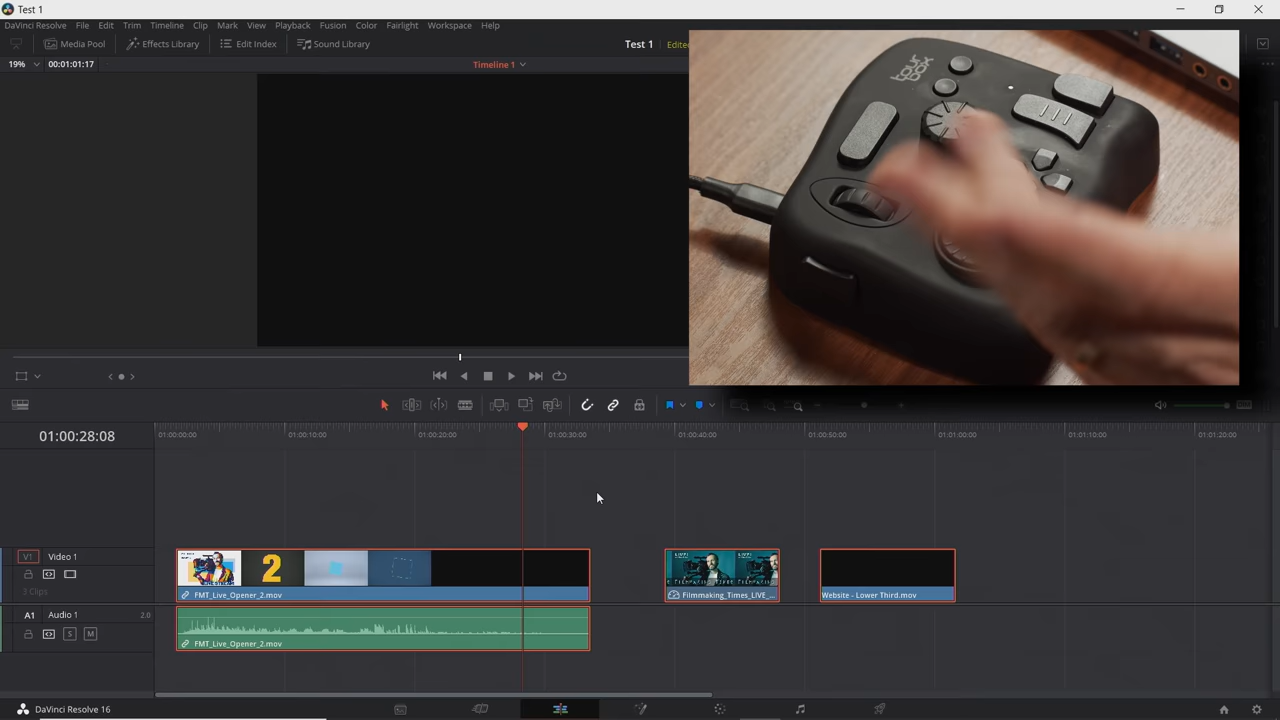 Test 1
DaVinci Resolve File Edit Trim Timeline Clip Mark View Playback Fusion Color Fairlight Workspace Help
Media Pool Effects Library Edit Index Sound Library Test 1 Edited
19% 00:01:01:17 Timeline 1
tour box
01:00:28:08
01:00:00:00 01:00:10:00 01:00:20:00 01:00:30:00 01:00:40:00 01:00:50:00 01:01:00:00 01:01:10:00 01:01:20:00
V1 Video 1
2
3 Clips
FMT_Live_Opener_2.mov Filmmaking_Times_LIVE_... Website - Lower Third.mov
A1 Audio 1 2.0
S M
FMT_Live_Opener_2.mov
DaVinci Resolve 16